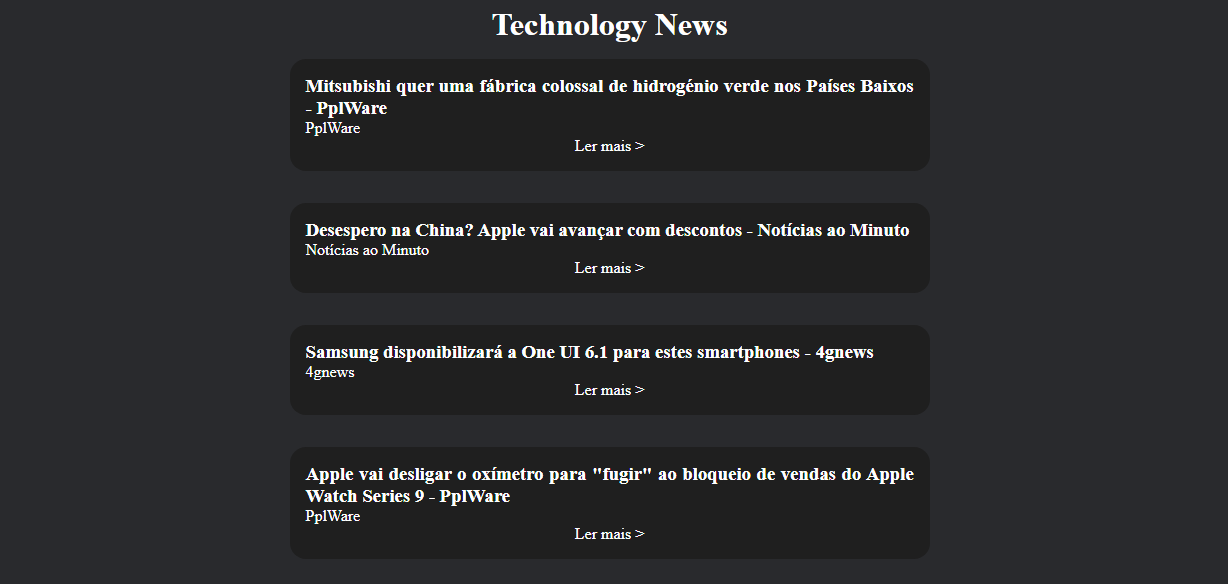 Technology News
Mitsubishi quer uma fábrica colossal de hidrogénio verde nos Países Baixos
- PplWare
PplWare
Ler mais >
Desespero na China? Apple vai avançar com descontos - Notícias ao Minuto
Notícias ao Minuto
Ler mais >
Samsung disponibilizará a One UI 6.1 para estes smartphones - 4gnews
4gnews
Ler mais >
Apple vai desligar o oxímetro para "fugir" ao bloqueio de vendas do Apple
Watch Series 9 - PplWare
PplWare
Ler mais >